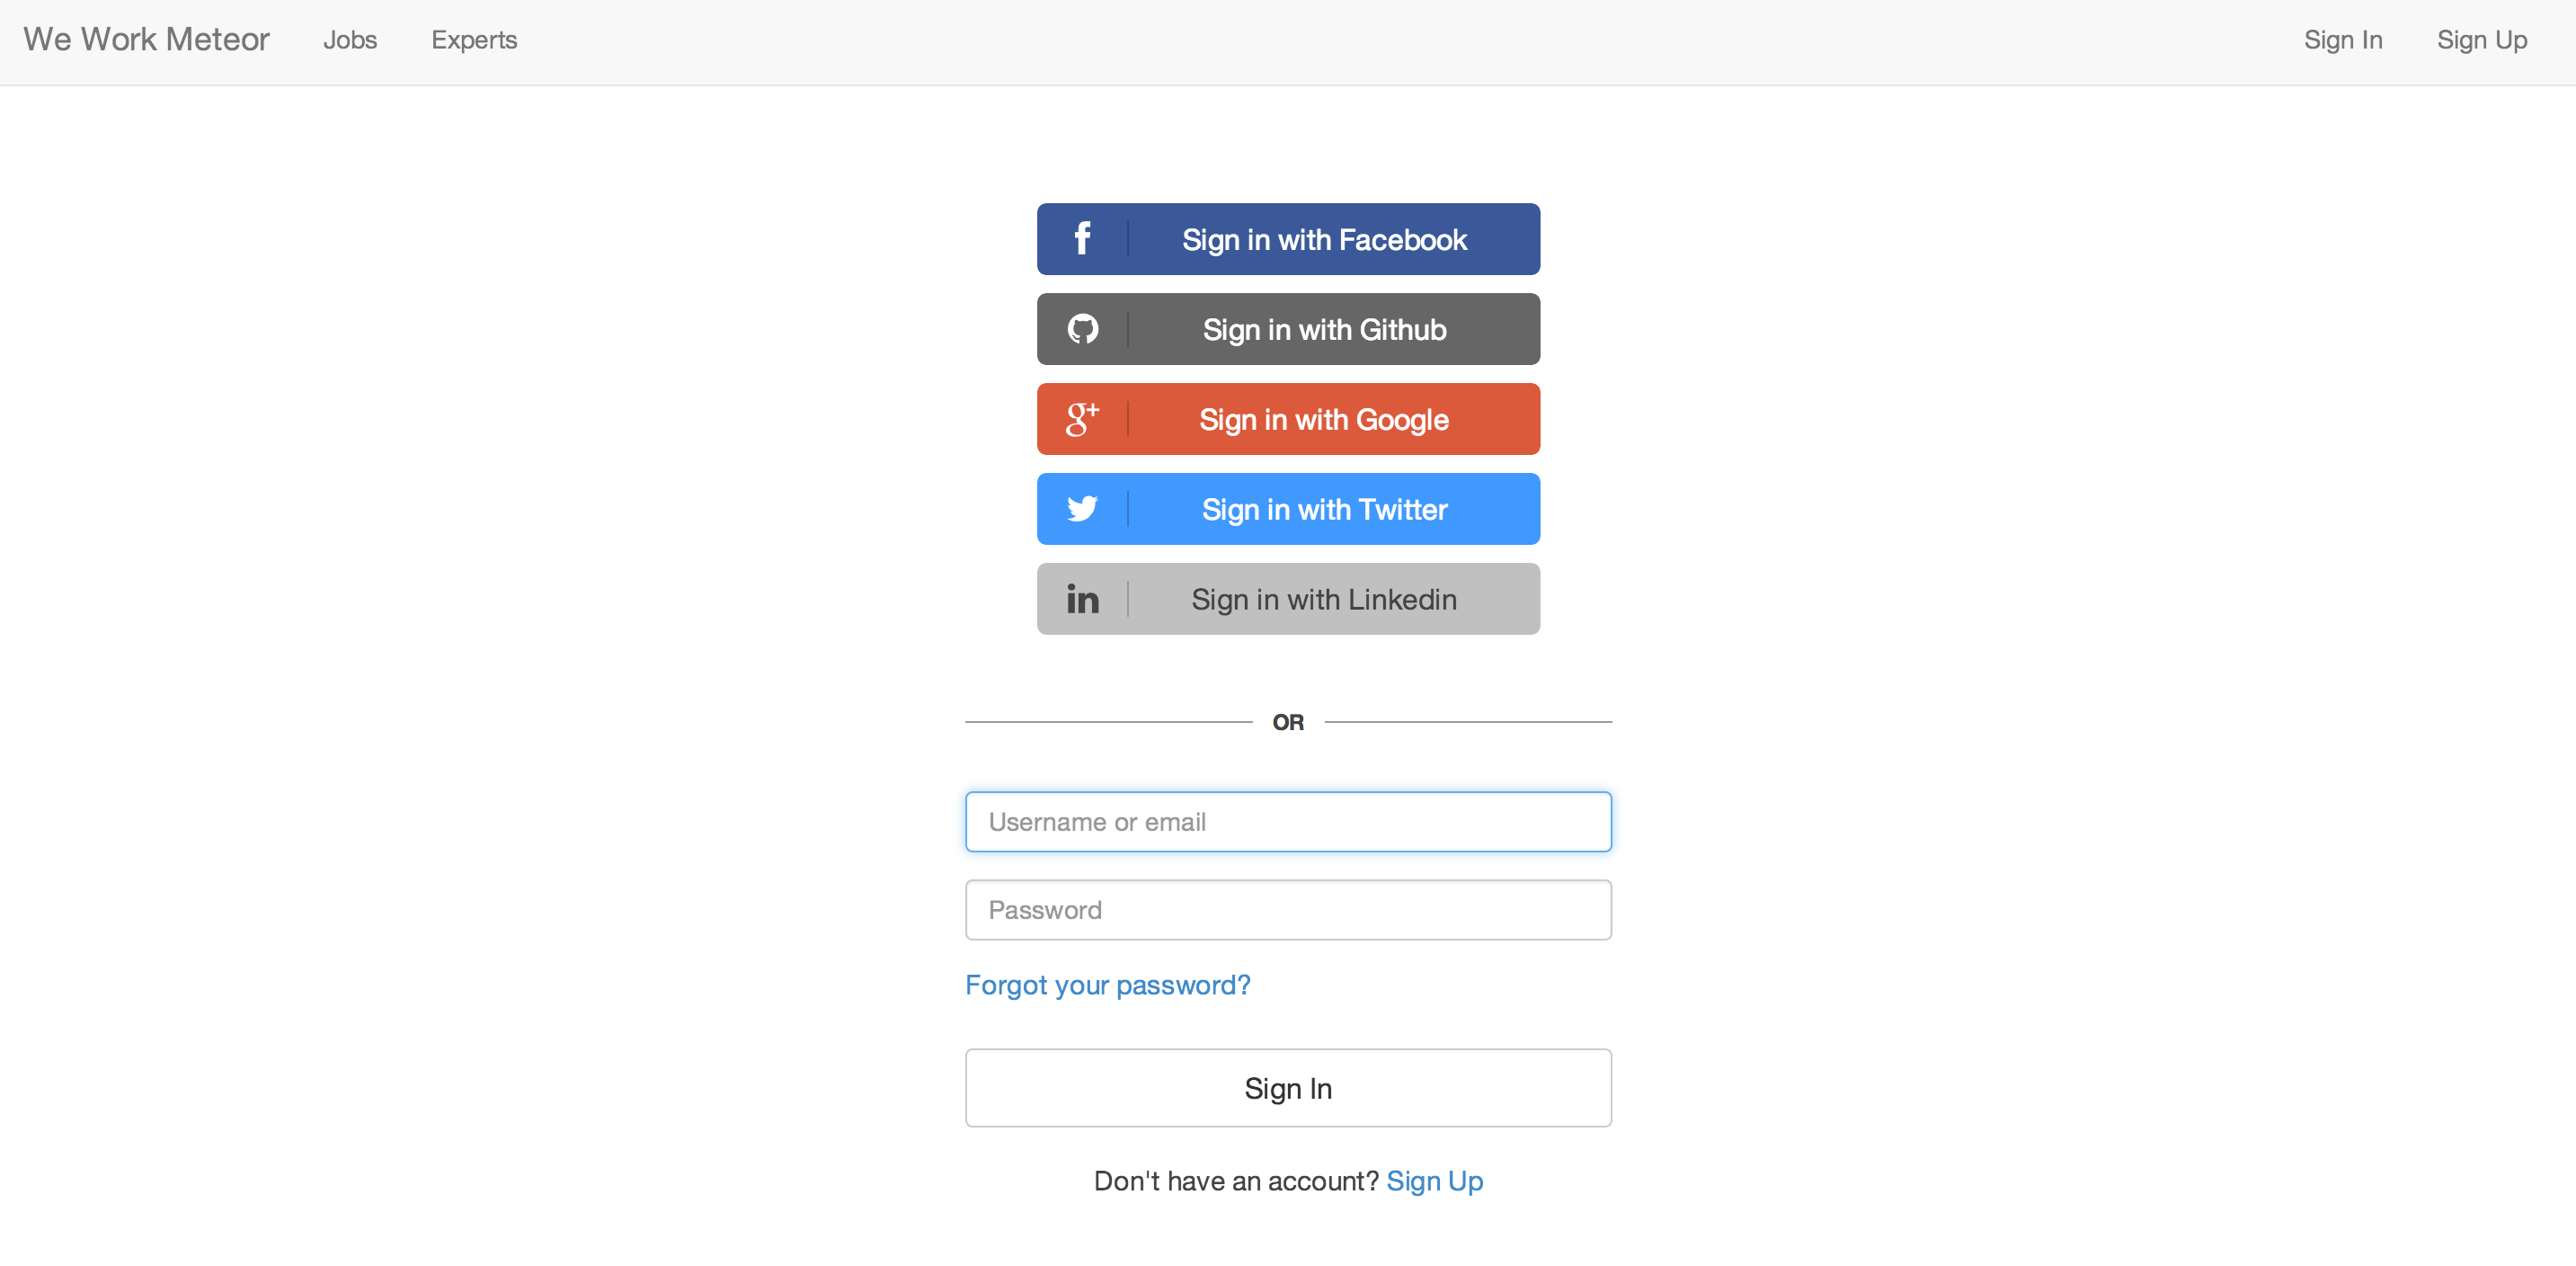 We Work Meteor Jobs Experts Sign In Sign Up
Sign in with Facebook
Sign in with Github
Sign in with Google
Sign in with Twitter
Sign in with Linkedin
OR
Username or email
Password
Forgot your password?
Sign In
Don't have an account? Sign Up